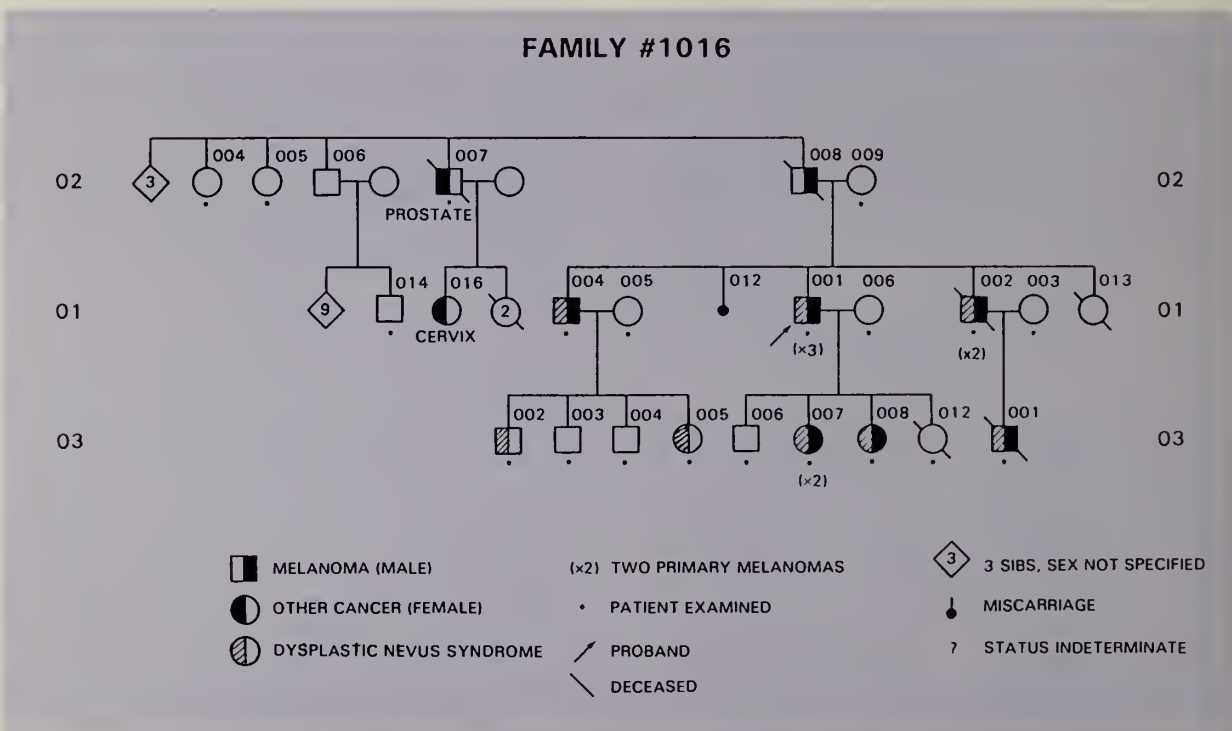 FAMILY #1016
004 005 006 007 008 009
02 3 02
PROSTATE
014 016 004 005 012 001 006 002 003 013
01 9 2 01
CERVIX
(×3) (×2)
002 003 004 005 006 007 008 012 001
03 03
(×2)
MELANOMA (MALE) (×2) TWO PRIMARY MELANOMAS 3 3 SIBS, SEX NOT SPECIFIED
OTHER CANCER (FEMALE) • PATIENT EXAMINED MISCARRIAGE
DYSPLASTIC NEVUS SYNDROME PROBAND ? STATUS INDETERMINATE
DECEASED